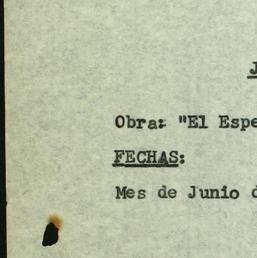 J
Obra: "El Espe
FECHAS:
Mes de Junio d